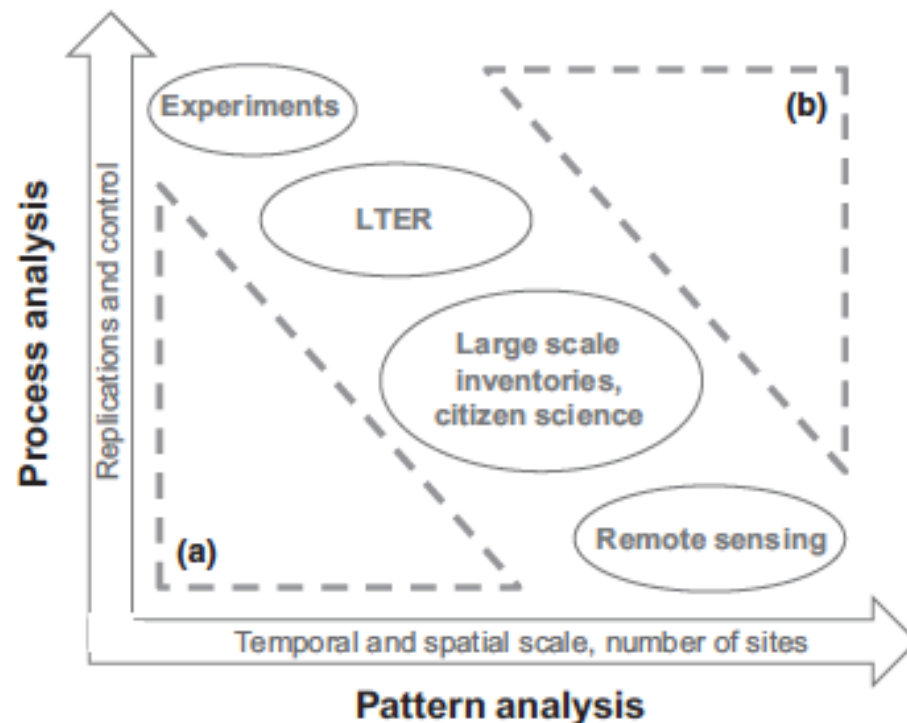 Experiments
(b)
LTER
Large scale
inventories,
citizen science
(a)
Remote sensing
Process analysis
Replications and control
Temporal and spatial scale, number of sites
Pattern analysis